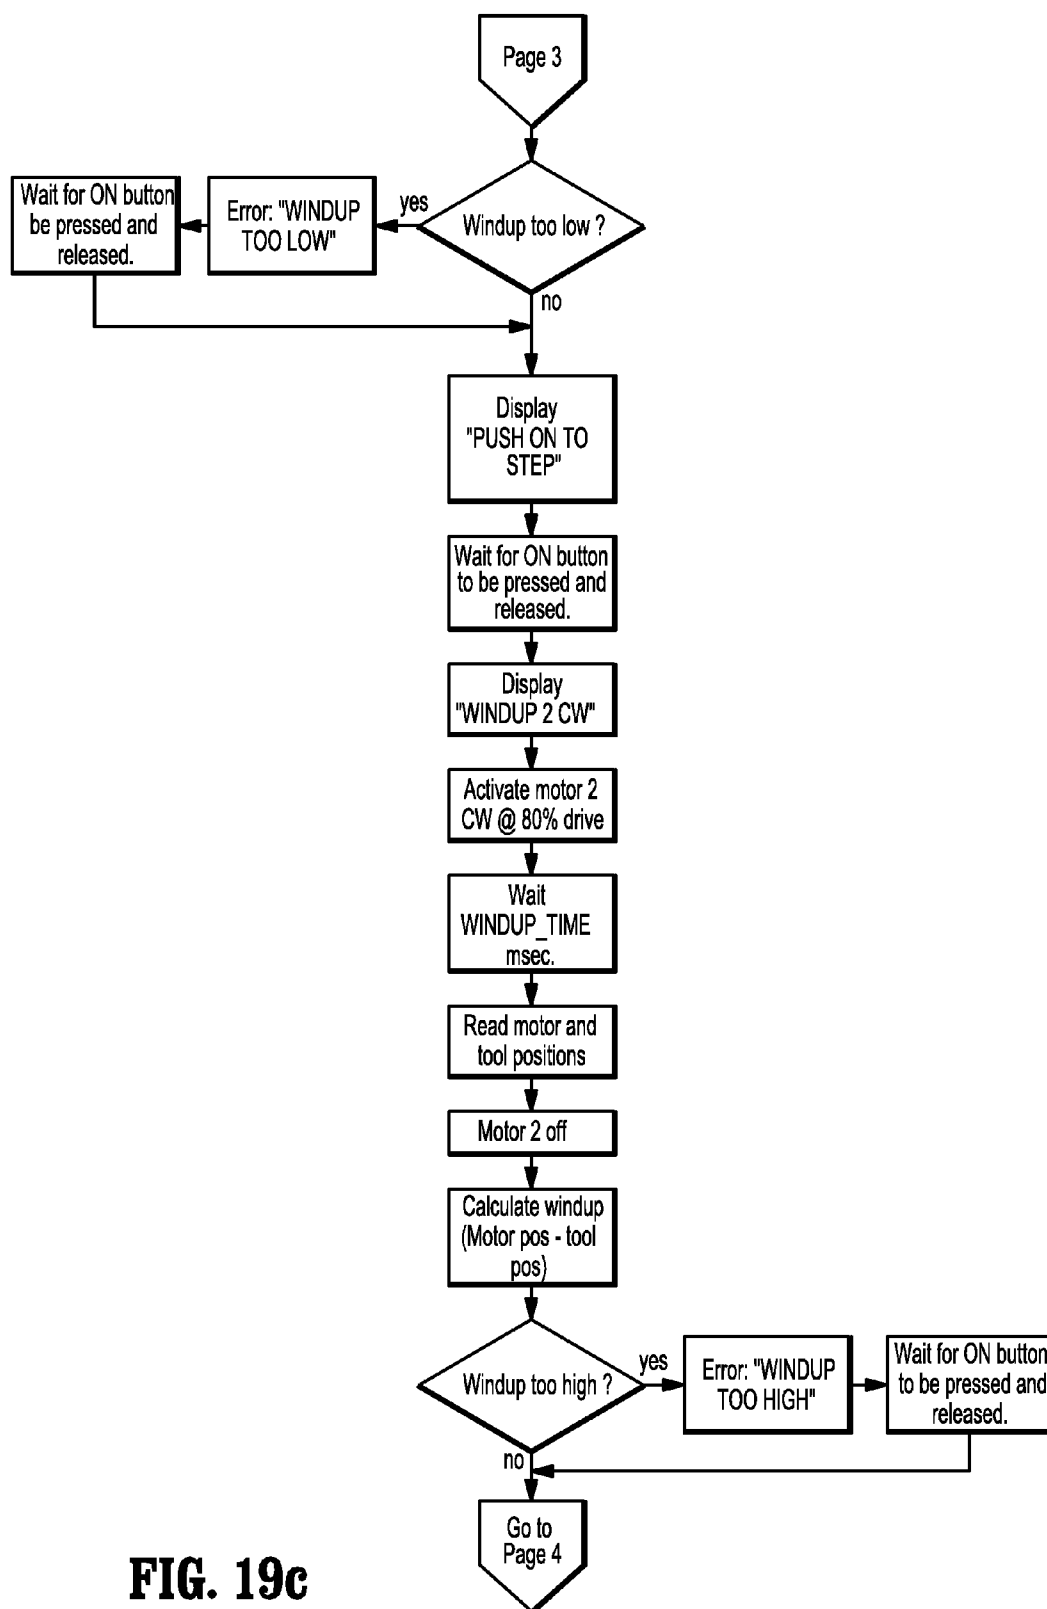 Page 3
Windup too low ?
yes
Error: "WINDUP
TOO LOW"
Wait for ON button
be pressed and
released.
no
Display
"PUSH ON TO
STEP"
Wait for ON button
to be pressed and
released.
Display
"WINDUP 2 CW"
Activate motor 2
CW @ 80% drive
Wait
WINDUP_TIME
msec.
Read motor and
tool positions
Motor 2 off
Calculate windup
(Motor pos - tool
pos)
Windup too high ?
yes
Error: "WINDUP
TOO HIGH"
Wait for ON button
to be pressed and
released.
no
Go to
Page 4
FIG. 19c